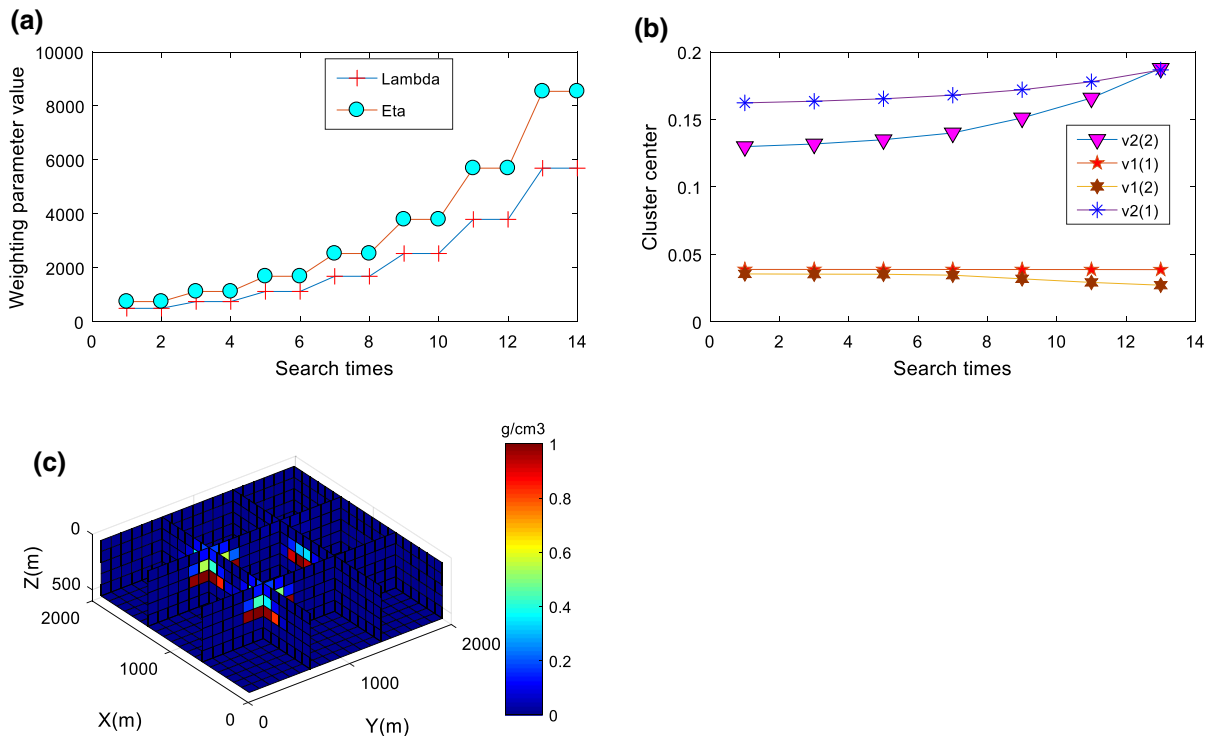 (a)
10000
8000
6000
4000
2000
0
Weighting parameter value
Lambda
Eta
0 2 4 6 8 10 12 14
Search times
(b)
0.2
0.15
0.1
0.05
0
Cluster center
v2(2)
v1(1)
v1(2)
v2(1)
0 2 4 6 8 10 12 14
Search times
(c)
g/cm3
1
0.8
0.6
0.4
0.2
0
0
500
Z(m)
2000
1000
0
X(m)
0
1000
2000
Y(m)